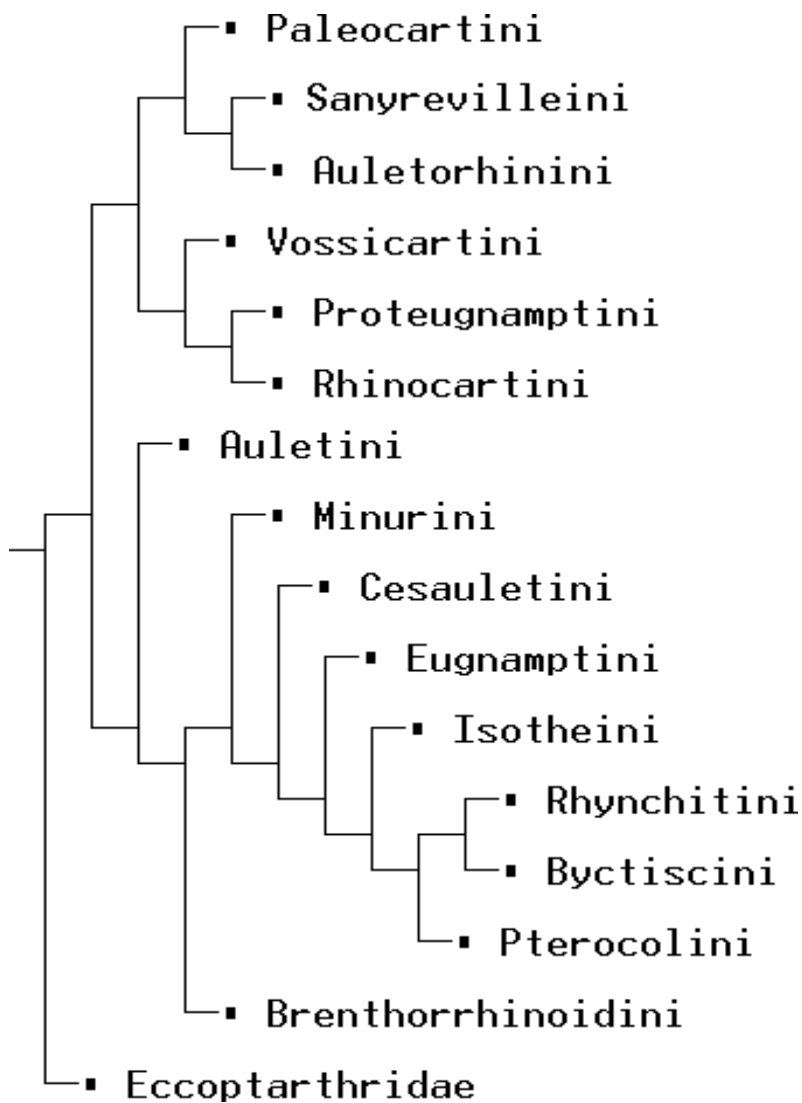 Paleocartini
Sanyrevilleini
Auletorhinini
Vossicartini
Proteugnamptini
Rhinocartini
Auletini
Minurini
Cesauletini
Eugnamptini
Isotheini
Rhynchitini
Byctiscini
Pterocolini
Brenthorrhinoidini
Eccoptarthridae